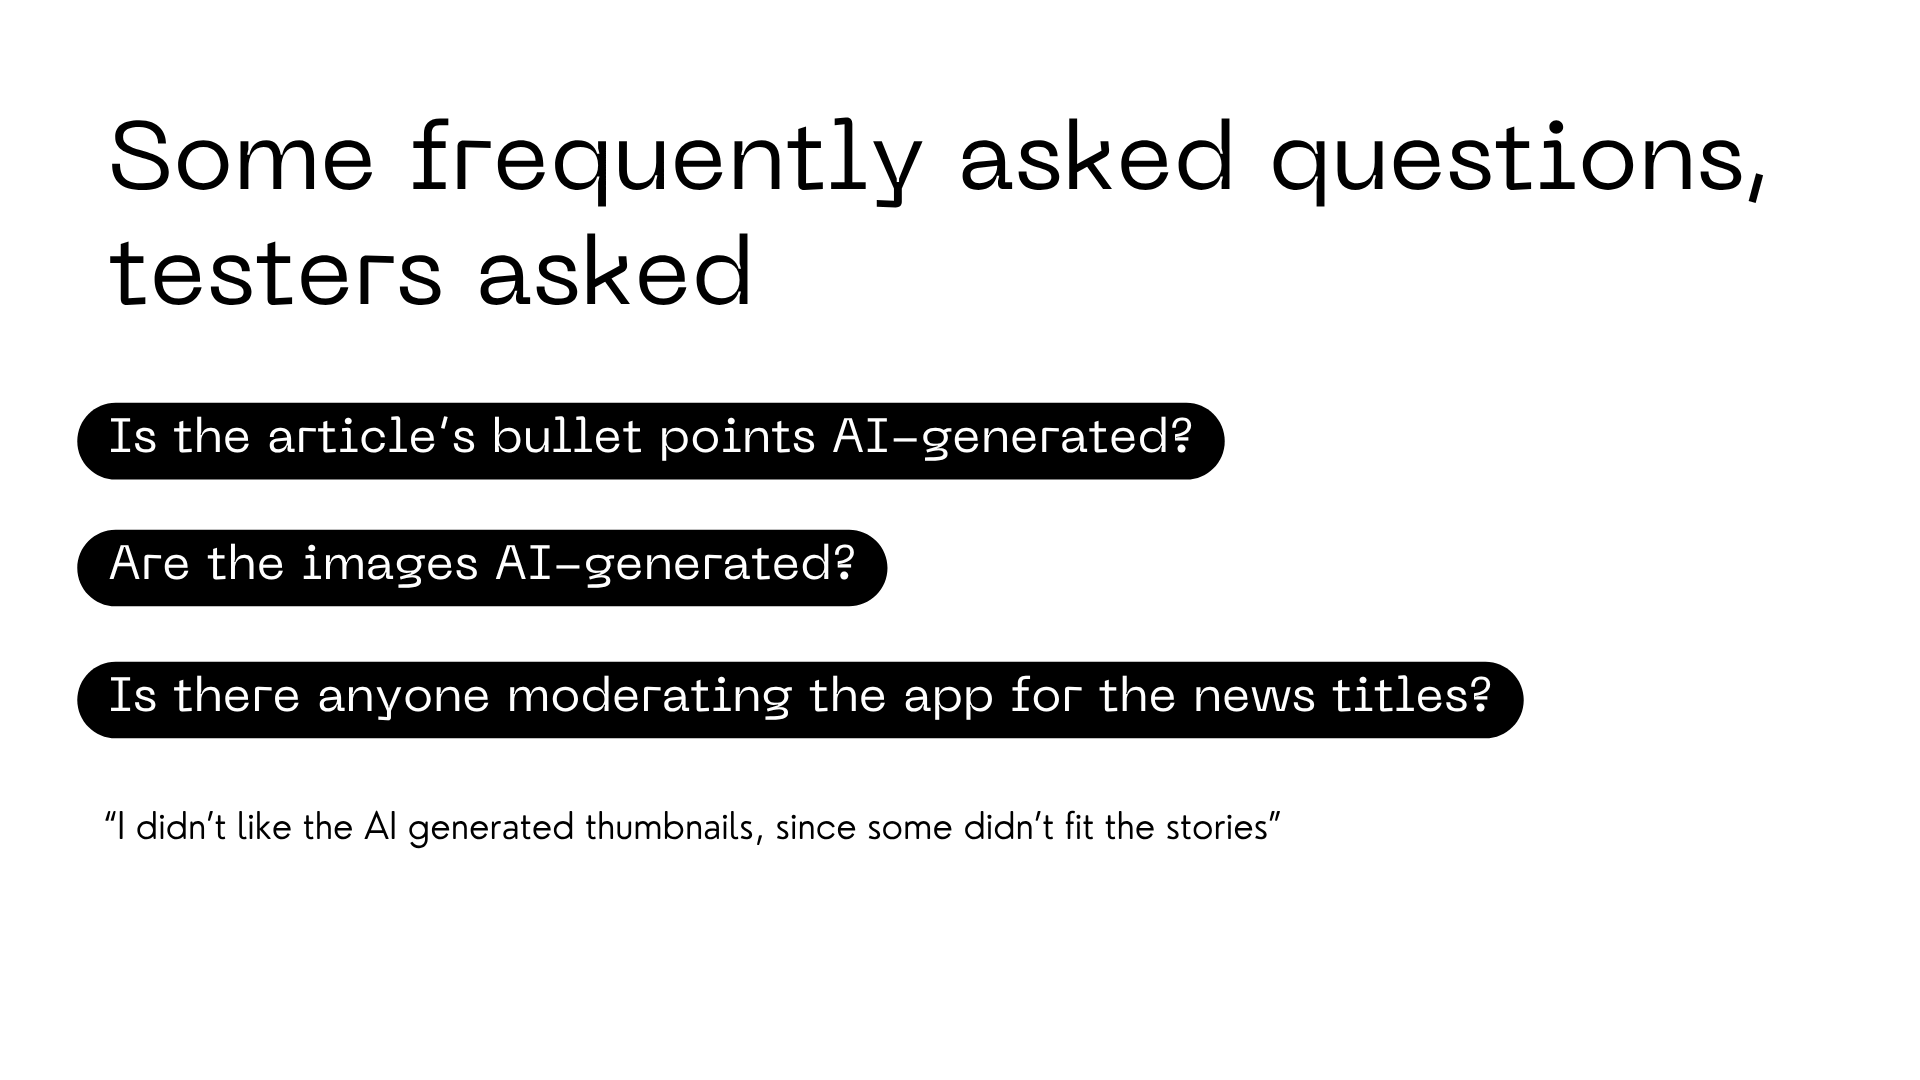 Some frequently asked questions,
testers asked
Is the article’s bullet points AI-generated?
Are the images AI-generated?
Is there anyone moderating the app for the news titles?
“I didn’t like the AI generated thumbnails, since some didn’t fit the stories”